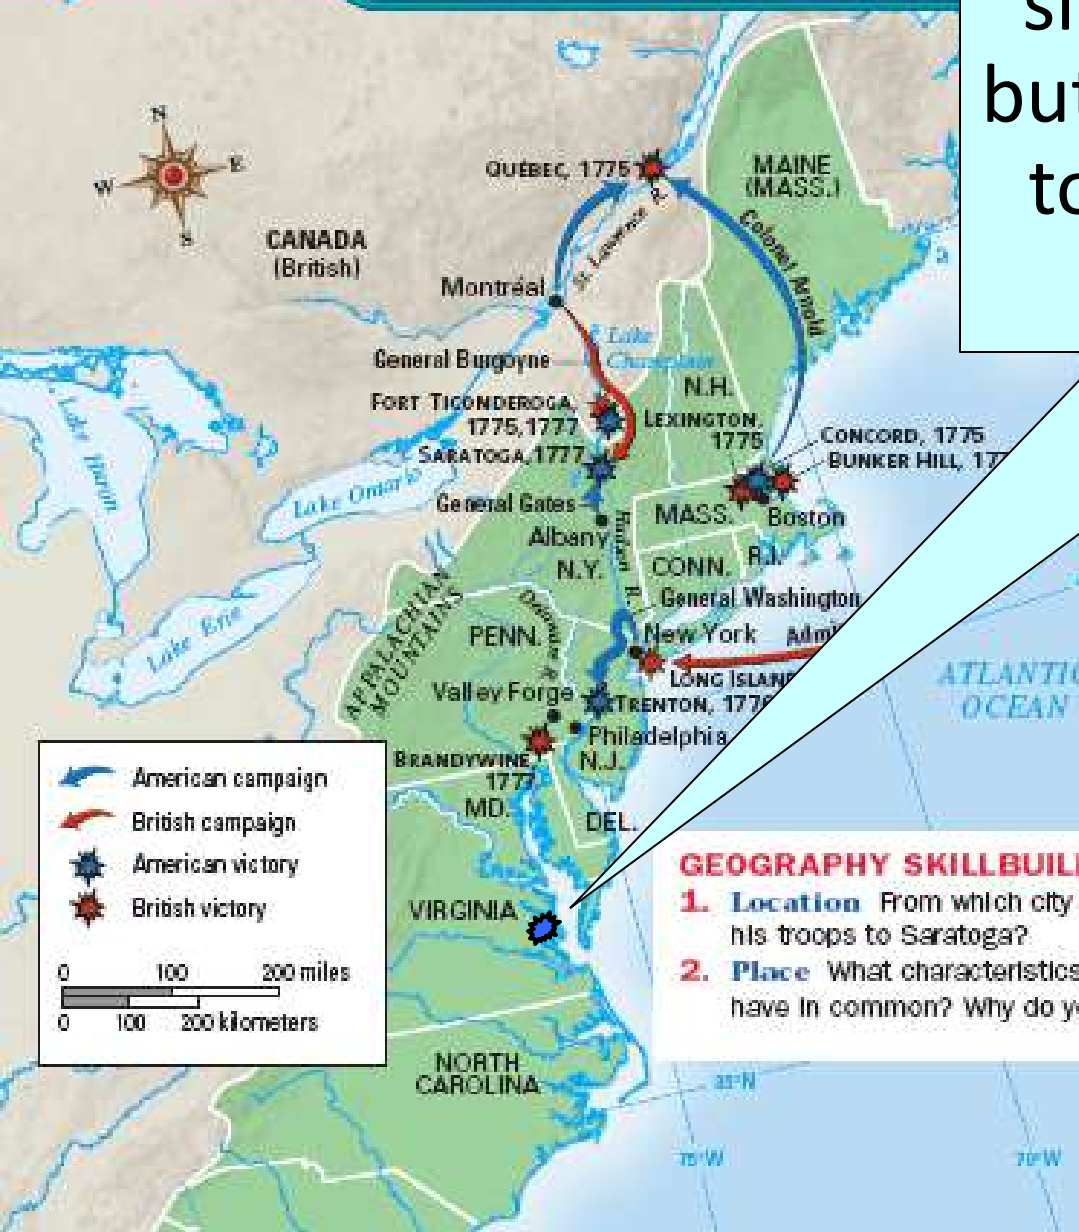 but
to
N
W
E
S
QUÉBEC, 1775
MAINE
(MASS.)
St. Lawrence R.
Colonel Arnold
CANADA
(British)
Montréal
Lake
Champlain
General Burgoyne
N.H.
FORT TICONDEROGA,
1775,1777
LEXINGTON,
1775
CONCORD, 1775
BUNKER HILL,
SARATOGA,1777
Lake Huron
Lake Ontario
General Gates
MASS.
Boston
Albany
Hudson R.
N.Y.
CONN.
R.I.
General Washington
APPALACHIAN
MOUNTAINS
Delaware R.
PENN.
New York
Lake Erie
LONG ISLAND
ATLANTIC
OCEAN
Valley Forge
TRENTON, 1776
Philadelphia
N.J.
BRANDYWINE,
1777
MD.
DEL.
American campaign
British campaign
American victory
British victory
0 100 200 miles
0 100 200 kilometers
VIRGINIA
GEOGRAPHY SKILLBUIL
1. Location From which city
his troops to Saratoga?
2. Place What characteristics
have in common? Why do y
NORTH
CAROLINA
75°W
70°W